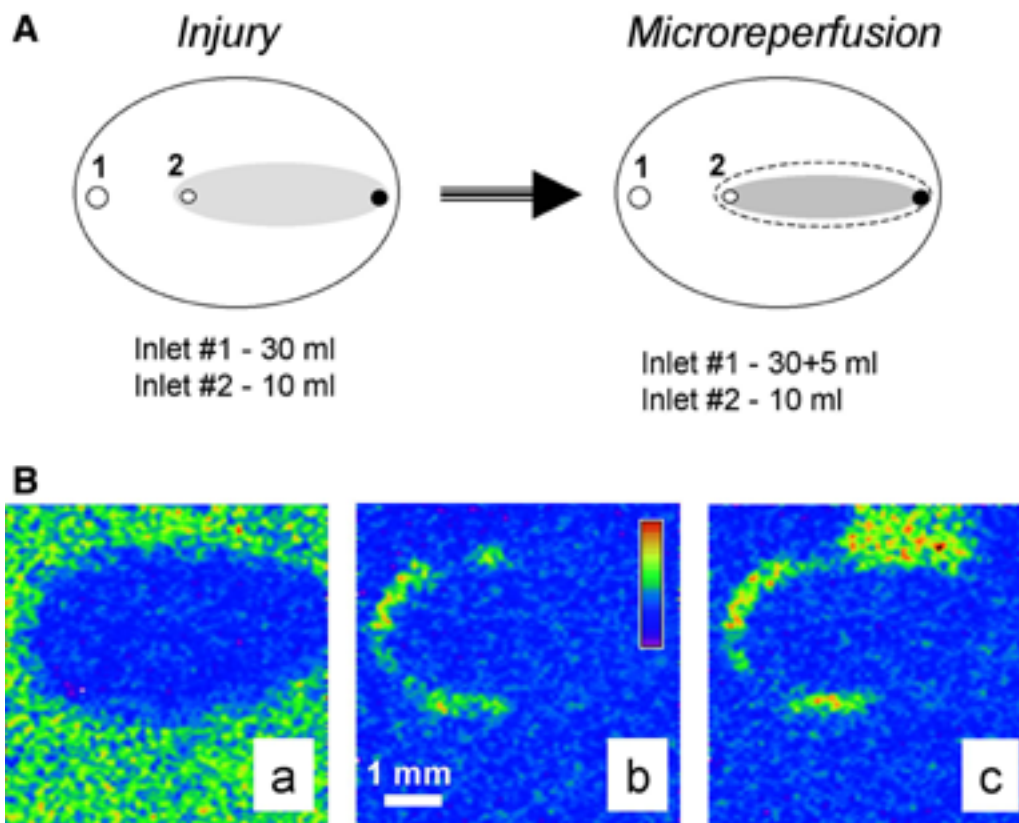 A
Injury
Microreperfusion
1
2
1
2
Inlet #1 - 30 ml
Inlet #2 - 10 ml
Inlet #1 - 30+5 ml
Inlet #2 - 10 ml
B
a
1 mm
b
c